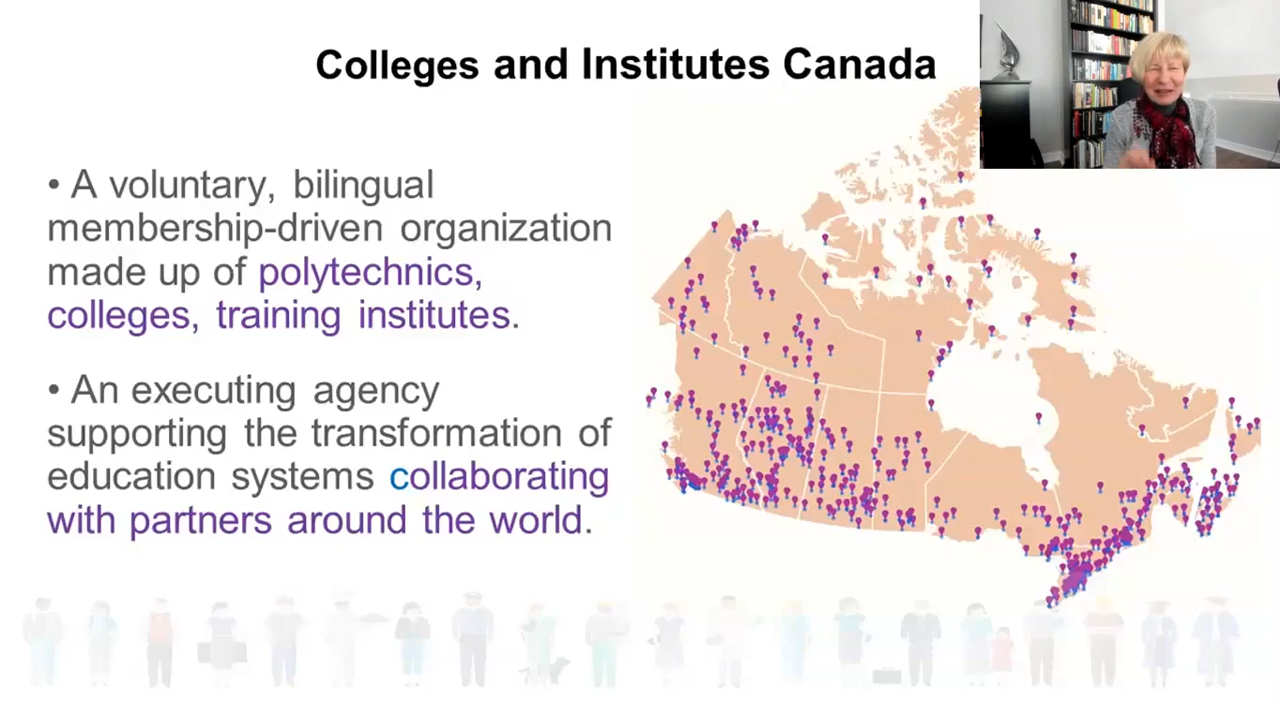 Colleges and Institutes Canada
• A voluntary, bilingual
membership-driven organization
made up of polytechnics,
colleges, training institutes.
• An executing agency
supporting the transformation of
education systems collaborating
with partners around the world.